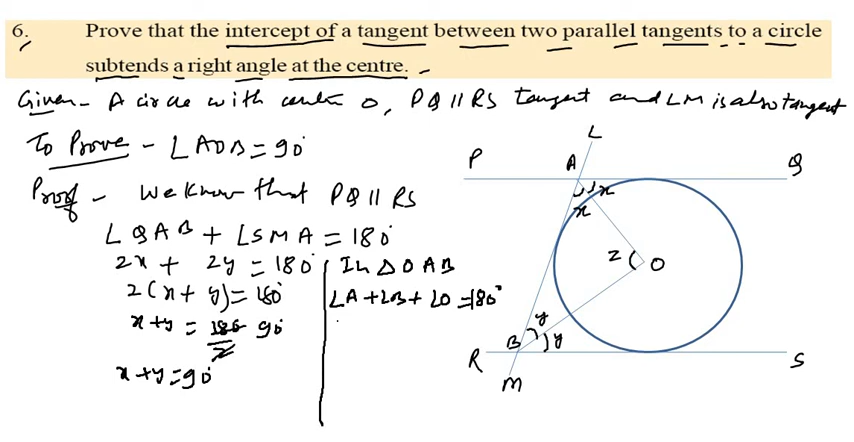 6. Prove that the intercept of a tangent between two parallel tangents to a circle
subtends a right angle at the centre.
Given - A circle with centre O, PQ || RS tangent and LM is also tangent
To Prove - ∠AOB = 90°
Proof - We know that PQ || RS
∠QAB + ∠SMA = 180°
2x + 2y = 180°
2(x + y) = 180°
x + y = 180/2 90°
x + y = 90°
In △OAB
∠A + ∠B + ∠O = 180°
L
P A Q
x
x
z O
y
B y
R S
M